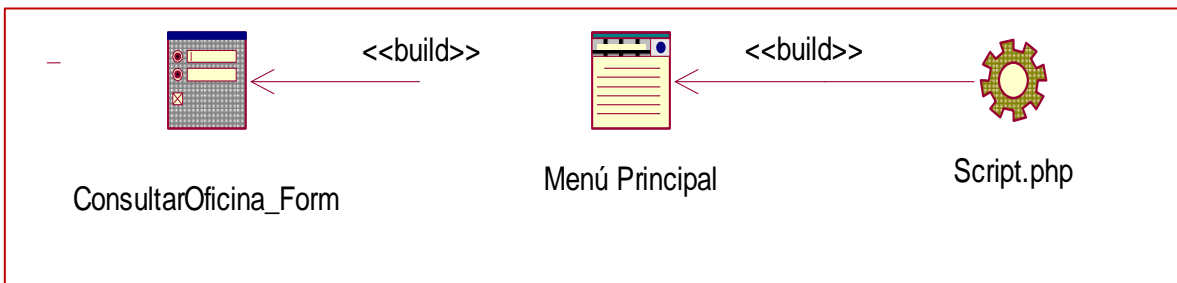 <<build>>
<<build>>
ConsultarOficina_Form
Menú Principal
Script.php